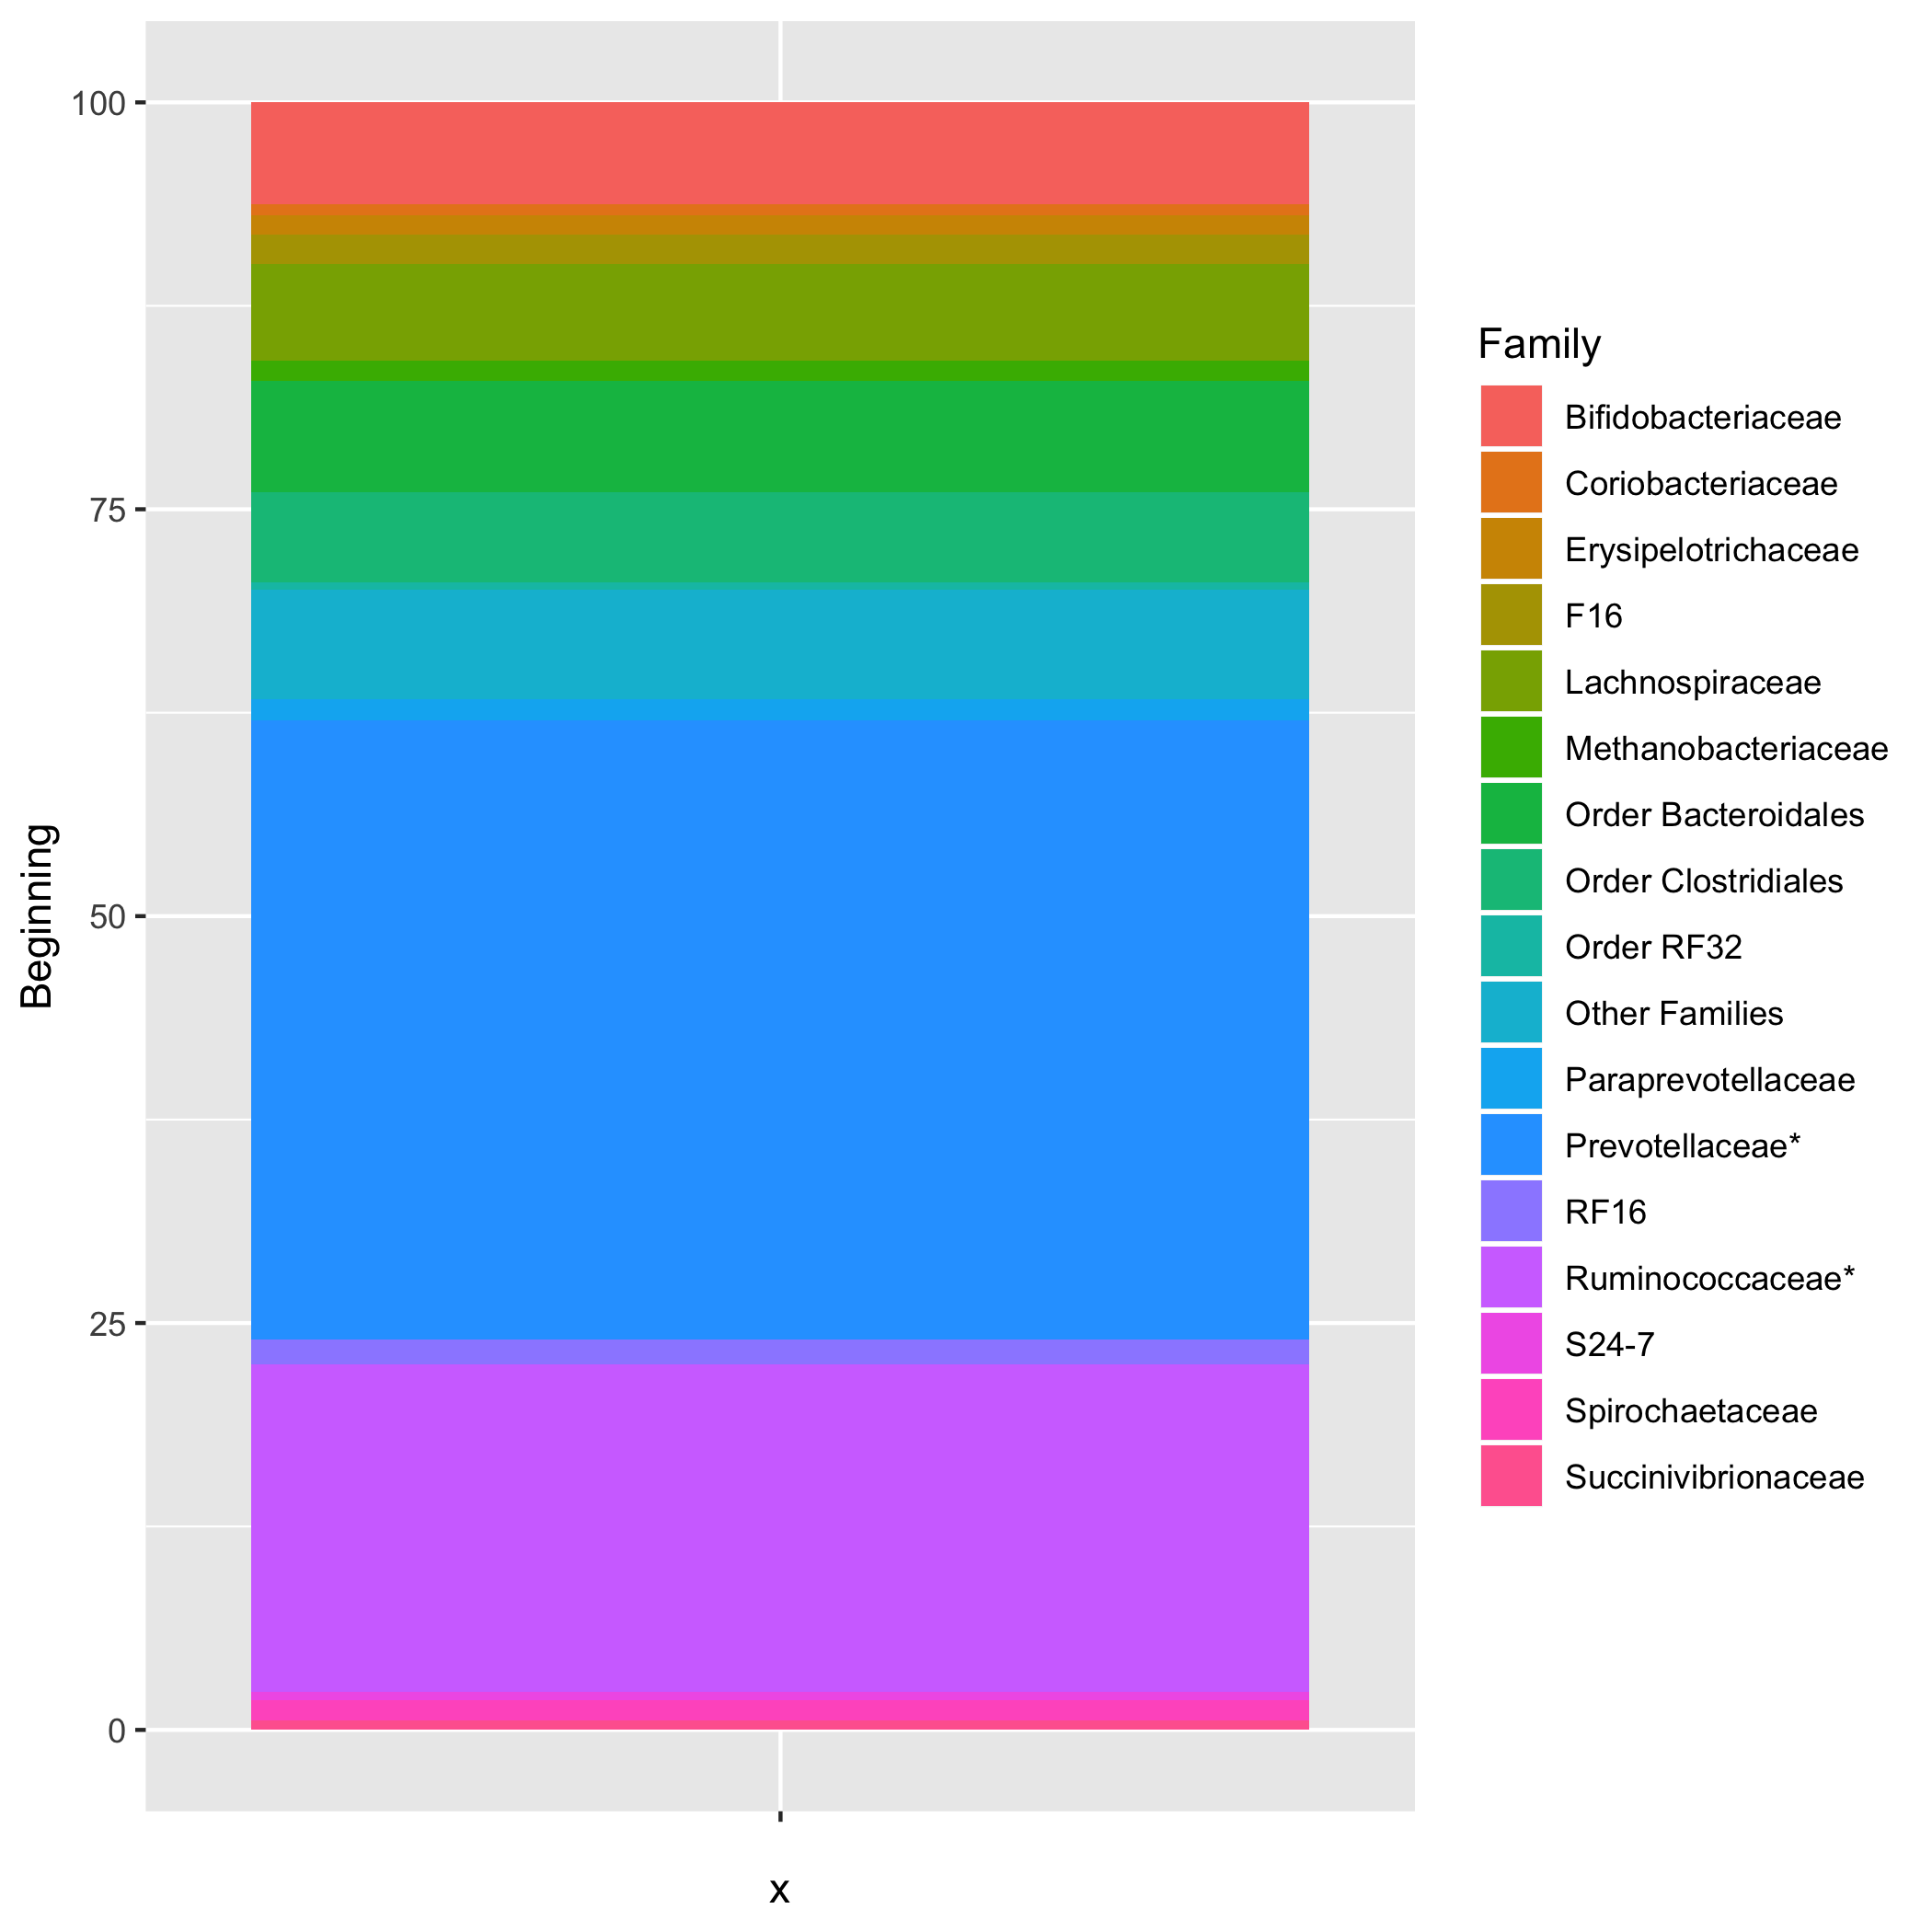 100
75
50
25
0
Beginning
x
Family
Bifidobacteriaceae
Coriobacteriaceae
Erysipelotrichaceae
F16
Lachnospiraceae
Methanobacteriaceae
Order Bacteroidales
Order Clostridiales
Order RF32
Other Families
Paraprevotellaceae
Prevotellaceae*
RF16
Ruminococcaceae*
S24-7
Spirochaetaceae
Succinivibrionaceae